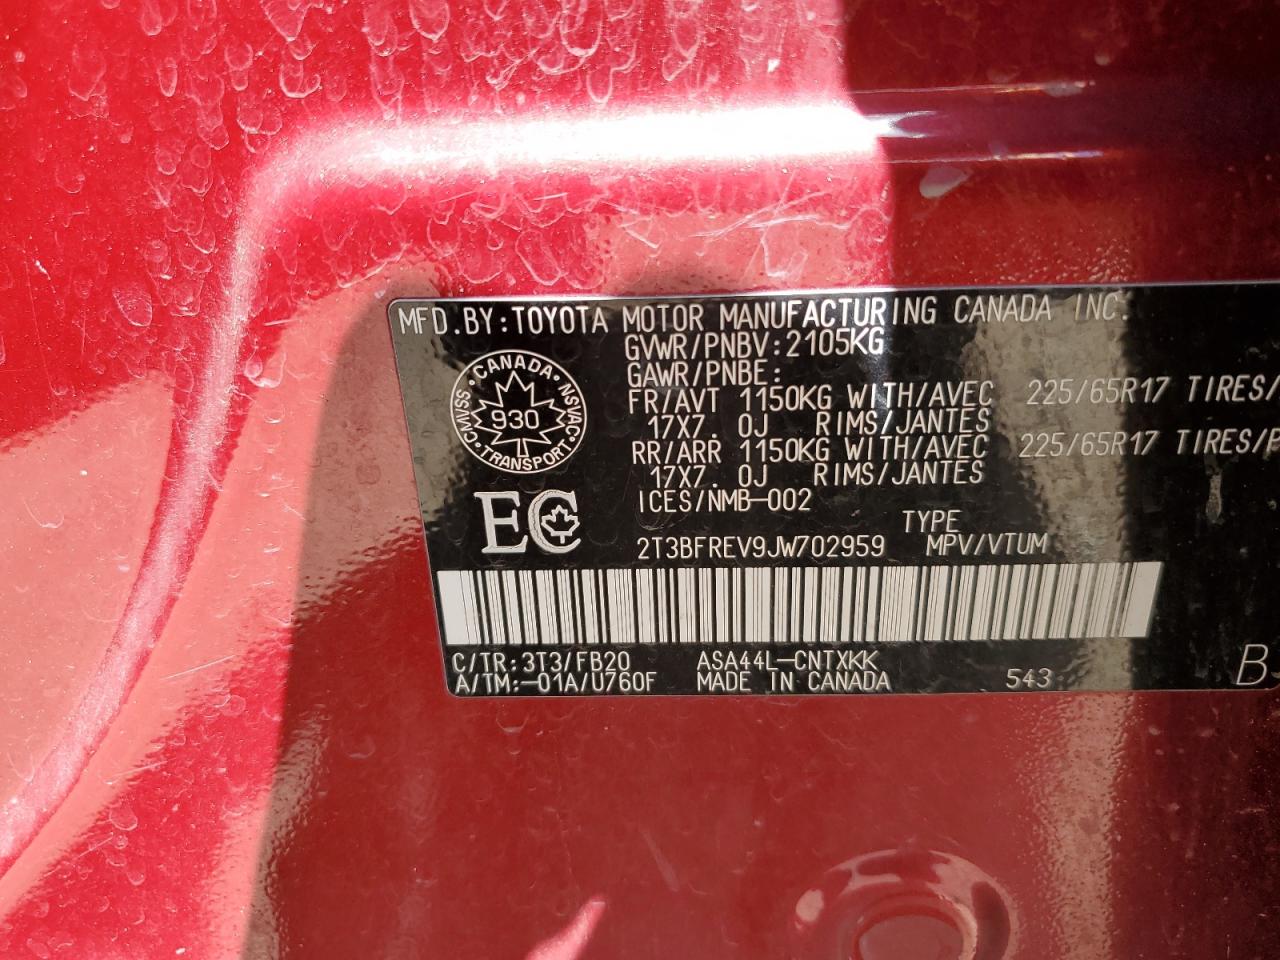 MFD.BY:TOYOTA MOTOR MANUFACTURING CANADA INC.
GVWR/PNBV:2105KG
GAWR/PNBE:
FR/AVT 1150KG WITH/AVEC 225/65R17 TIRES/
17X7.0J RIMS/JANTES
RR/ARR 1150KG WITH/AVEC 225/65R17 TIRES/P
17X7.0J RIMS/JANTES
ICES/NMB-002
CANADA · NSVAC · TRANSPORT · CMVSS
930
EC
TYPE
2T3BFREV9JW702959 MPV/VTUM
C/TR:3T3/FB20 ASA44L-CNTXKK
A/TM:-01A/U760F MADE IN CANADA 543